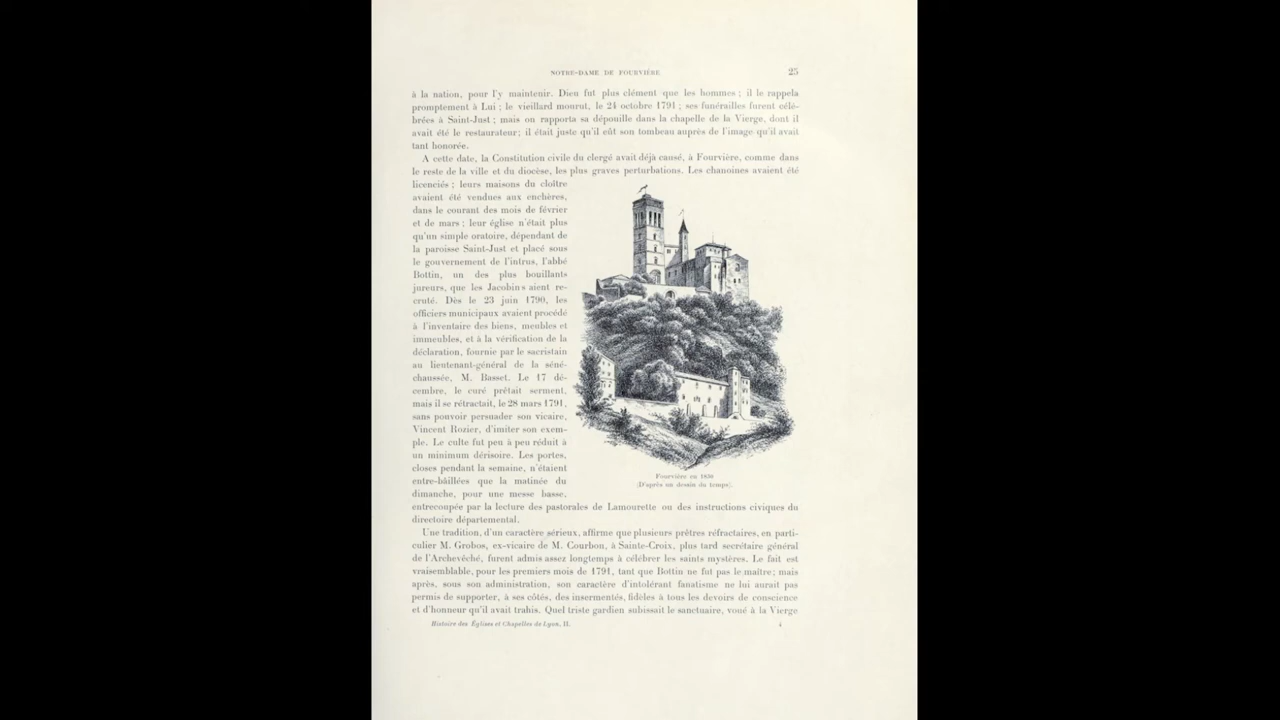 NOTRE-DAME DE FOURVIÈRE 25
à la nation, pour l'y maintenir. Dieu fut plus clément que les hommes ; il le rappela
promptement à Lui ; le vieillard mourut, le 24 octobre 1791 ; ses funérailles furent célé-
brées à Saint-Just ; mais on rapporta sa dépouille dans la chapelle de la Vierge, dont il
avait été le restaurateur ; il était juste qu'il eût son tombeau auprès de l'image qu'il avait
tant honorée.
A cette date, la Constitution civile du clergé avait déjà causé, à Fourvière, comme dans
le reste de la ville et du diocèse, les plus graves perturbations. Les chanoines avaient été
licenciés ; leurs maisons du cloître
avaient été vendues aux enchères,
dans le courant des mois de février
et de mars ; leur église n'était plus
qu'un simple oratoire, dépendant de
la paroisse Saint-Just et placé sous
le gouvernement de l'intrus, l'abbé
Bottin, un des plus bouillants
jureurs, que les Jacobins aient re-
cruté. Dès le 23 juin 1790, les
officiers municipaux avaient procédé
à l'inventaire des biens, meubles et
immeubles, et à la vérification de la
déclaration, fournie par le sacristain
au lieutenant-général de la séné-
chaussée, M. Basset. Le 17 dé-
cembre, le curé prêtait serment,
mais il se rétractait, le 28 mars 1791,
sans pouvoir persuader son vicaire,
Vincent Rozier, d'imiter son exem-
ple. Le culte fut peu à peu réduit à
un minimum dérisoire. Les portes,
closes pendant la semaine, n'étaient
entre-bâillées que la matinée du
dimanche, pour une messe basse,
Fourvière en 1830
(D'après un dessin du temps).
entrecoupée par la lecture des pastorales de Lamourette ou des instructions civiques du
directoire départemental.
Une tradition, d'un caractère sérieux, affirme que plusieurs prêtres réfractaires, en parti-
culier M. Grobos, ex-vicaire de M. Courbon, à Sainte-Croix, plus tard secrétaire général
de l'Archevêché, furent admis assez longtemps à célébrer les saints mystères. Le fait est
vraisemblable, pour les premiers mois de 1791, tant que Bottin ne fut pas le maître ; mais
après, sous son administration, son caractère d'intolérant fanatisme ne lui aurait pas
permis de supporter, à ses côtés, des insermentés, fidèles à tous les devoirs de conscience
et d'honneur qu'il avait trahis. Quel triste gardien subissait le sanctuaire, voué à la Vierge
Histoire des Églises et Chapelles de Lyon, II. 4